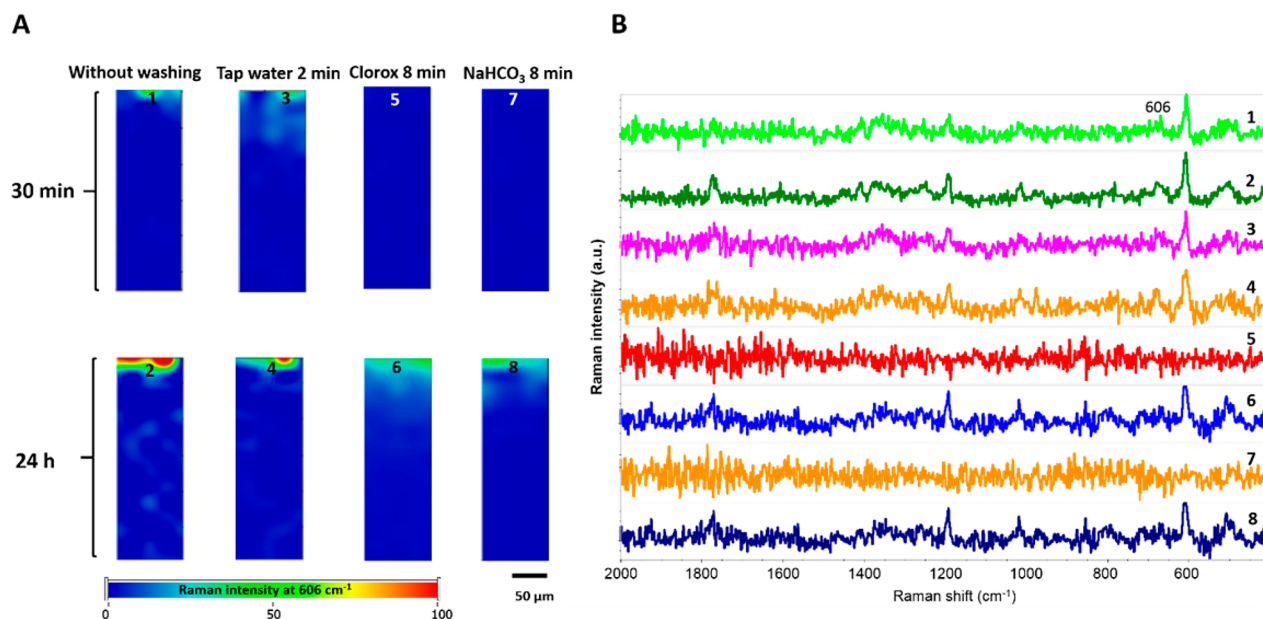 A
B
Without washing Tap water 2 min Clorox 8 min NaHCO₃ 8 min
1 3 5 7
30 min
2 4 6 8
24 h
Raman intensity at 606 cm⁻¹
0 50 100
50 µm
606
1
2
3
4
5
6
7
8
Raman intensity (a.u.)
2000 1800 1600 1400 1200 1000 800 600
Raman shift (cm⁻¹)